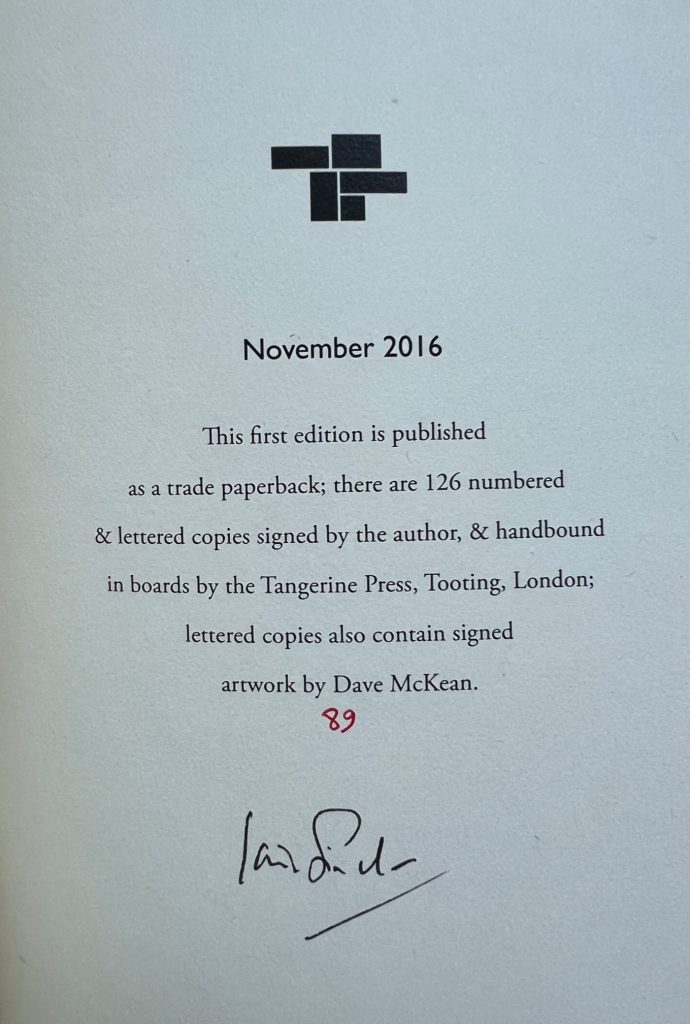 November 2016
This first edition is published
as a trade paperback; there are 126 numbered
& lettered copies signed by the author, & handbound
in boards by the Tangerine Press, Tooting, London;
lettered copies also contain signed
artwork by Dave McKean.
89